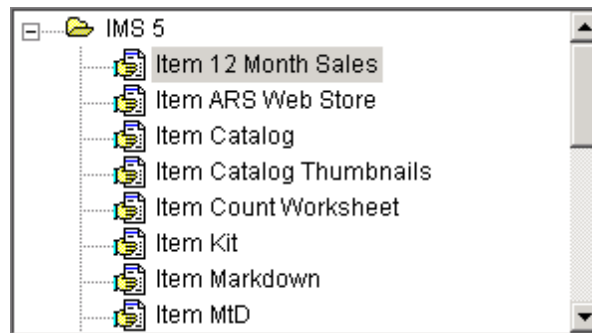 IMS 5
Item 12 Month Sales
Item ARS Web Store
Item Catalog
Item Catalog Thumbnails
Item Count Worksheet
Item Kit
Item Markdown
Item MtD